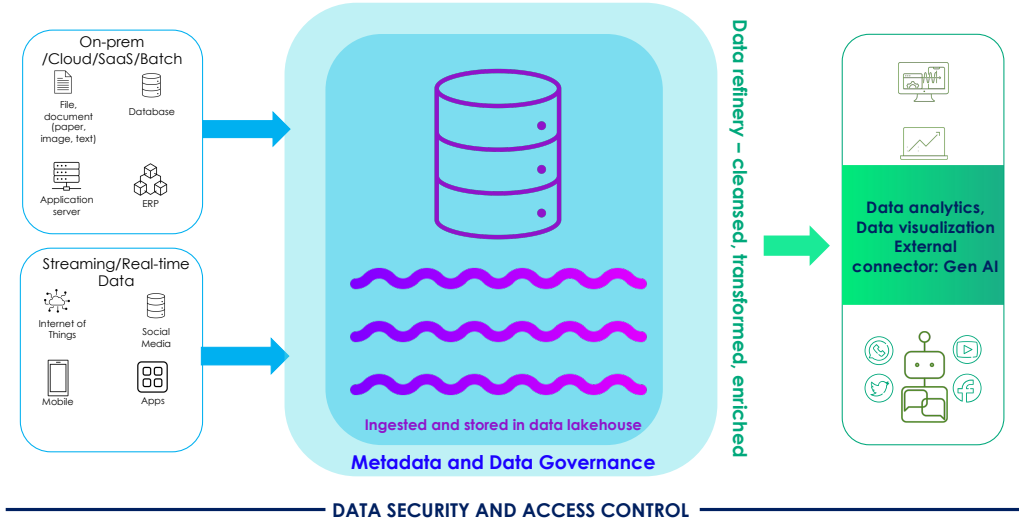 On-prem
/Cloud/SaaS/Batch
File,
document
(paper,
image, text)
Database
Application
server
ERP
Streaming/Real-time
Data
Internet of
Things
Social
Media
Mobile
Apps
Ingested and stored in data lakehouse
Metadata and Data Governance
Data refinery – cleansed, transformed, enriched
Data analytics,
Data visualization
External
connector: Gen AI
DATA SECURITY AND ACCESS CONTROL